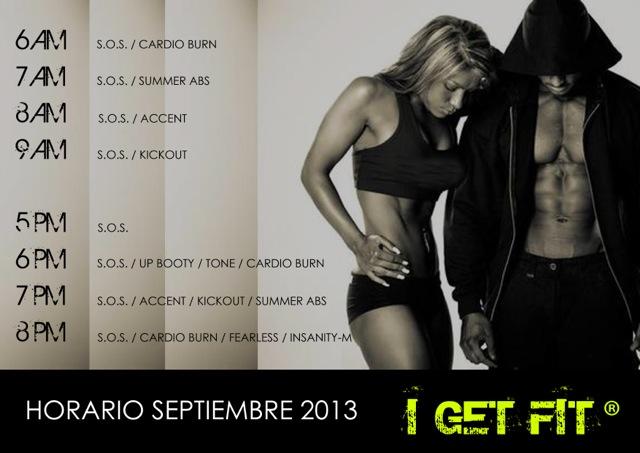 6AM S.O.S. / CARDIO BURN
7AM S.O.S. / SUMMER ABS
8AM S.O.S. / ACCENT
9AM S.O.S. / KICKOUT
5PM S.O.S.
6PM S.O.S. / UP BOOTY / TONE / CARDIO BURN
7PM S.O.S. / ACCENT / KICKOUT / SUMMER ABS
8PM S.O.S. / CARDIO BURN / FEARLESS / INSANITY-M
HORARIO SEPTIEMBRE 2013
I GET FIT ®